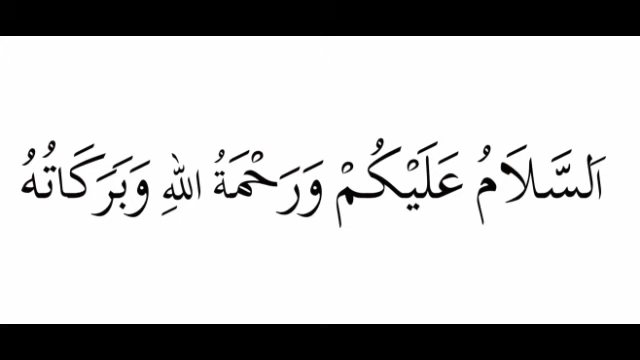 اَلسَّلَامُ عَلَيْكُمْ وَرَحْمَةُ اللهِ وَبَرَكَاتُهُ